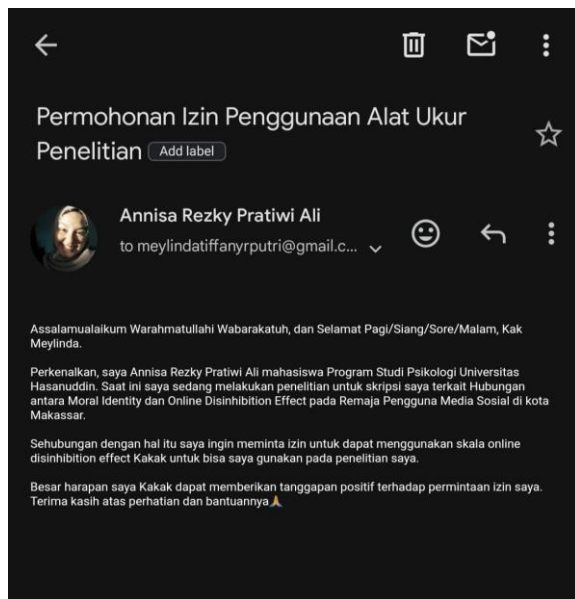 Permohonan Izin Penggunaan Alat Ukur
Penelitian Add label
Annisa Rezky Pratiwi Ali
to meylindatiffanyrputri@gmail.c...
Assalamualaikum Warahmatullahi Wabarakatuh, dan Selamat Pagi/Siang/Sore/Malam, Kak
Meylinda.
Perkenalkan, saya Annisa Rezky Pratiwi Ali mahasiswa Program Studi Psikologi Universitas
Hasanuddin. Saat ini saya sedang melakukan penelitian untuk skripsi saya terkait Hubungan
antara Moral Identity dan Online Disinhibition Effect pada Remaja Pengguna Media Sosial di kota
Makassar.
Sehubungan dengan hal itu saya ingin meminta izin untuk dapat menggunakan skala online
disinhibition effect Kakak untuk bisa saya gunakan pada penelitian saya.
Besar harapan saya Kakak dapat memberikan tanggapan positif terhadap permintaan izin saya.
Terima kasih atas perhatian dan bantuannya🙏